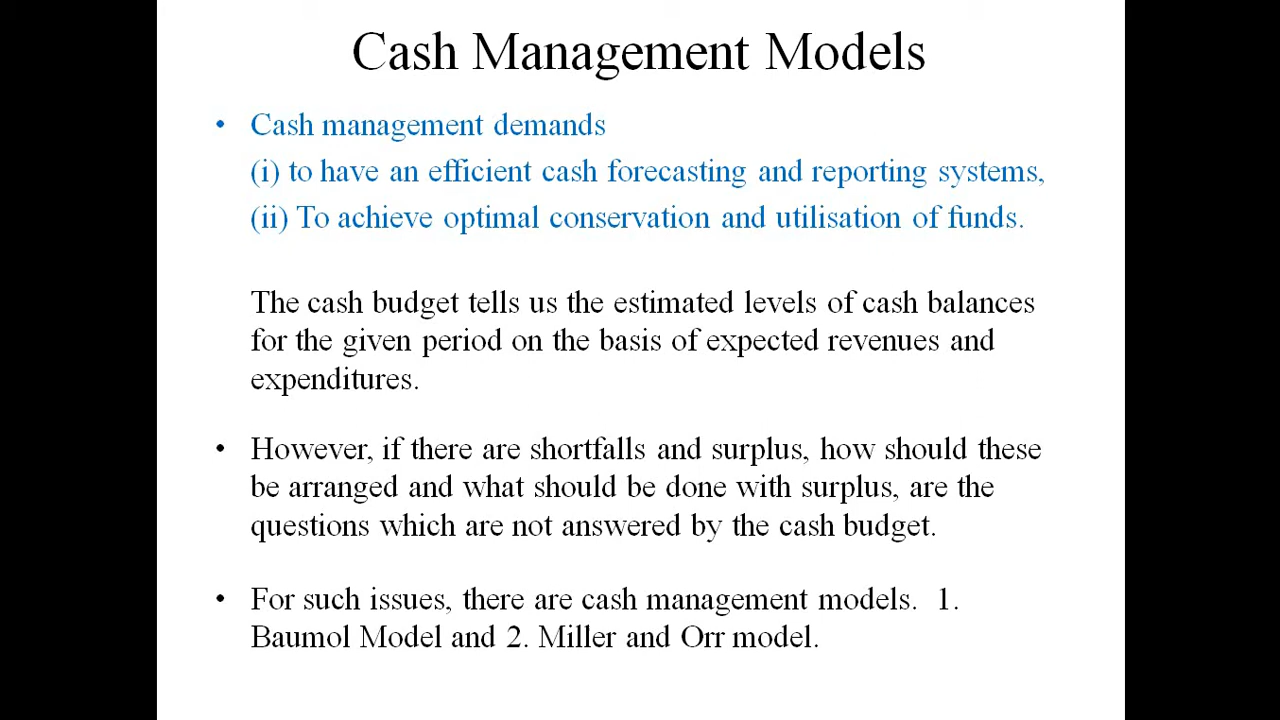 Cash Management Models
• Cash management demands
(i) to have an efficient cash forecasting and reporting systems,
(ii) To achieve optimal conservation and utilisation of funds.
The cash budget tells us the estimated levels of cash balances
for the given period on the basis of expected revenues and
expenditures.
• However, if there are shortfalls and surplus, how should these
be arranged and what should be done with surplus, are the
questions which are not answered by the cash budget.
• For such issues, there are cash management models. 1.
Baumol Model and 2. Miller and Orr model.